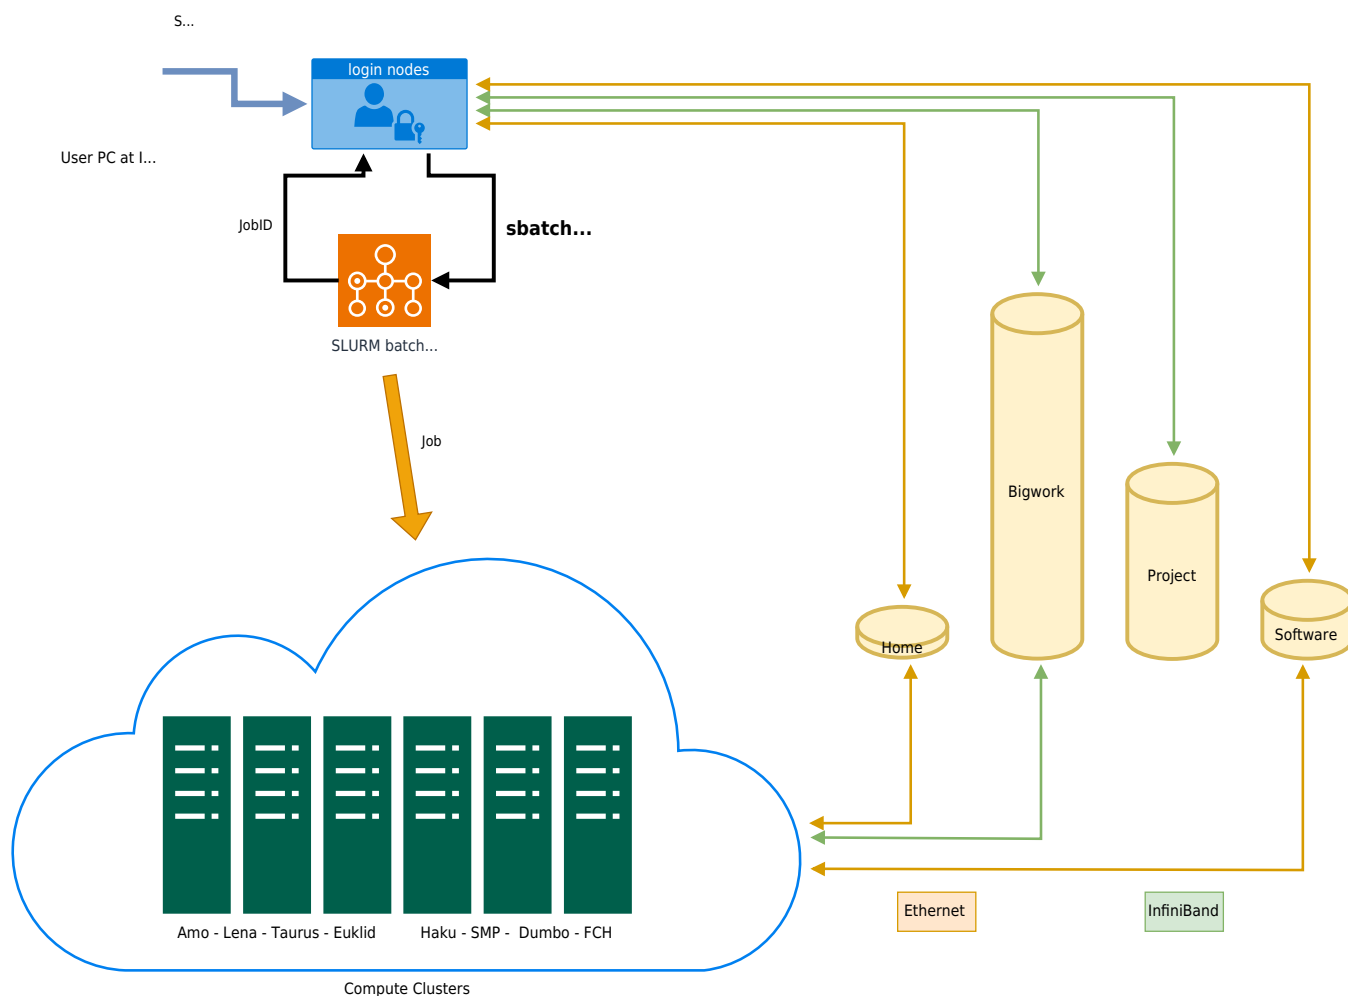 S...
login nodes
User PC at I...
JobID
sbatch...
SLURM batch...
Job
Bigwork
Project
Software
Home
Ethernet
InfiniBand
Amo - Lena - Taurus - Euklid
Haku - SMP -  Dumbo - FCH
Compute Clusters